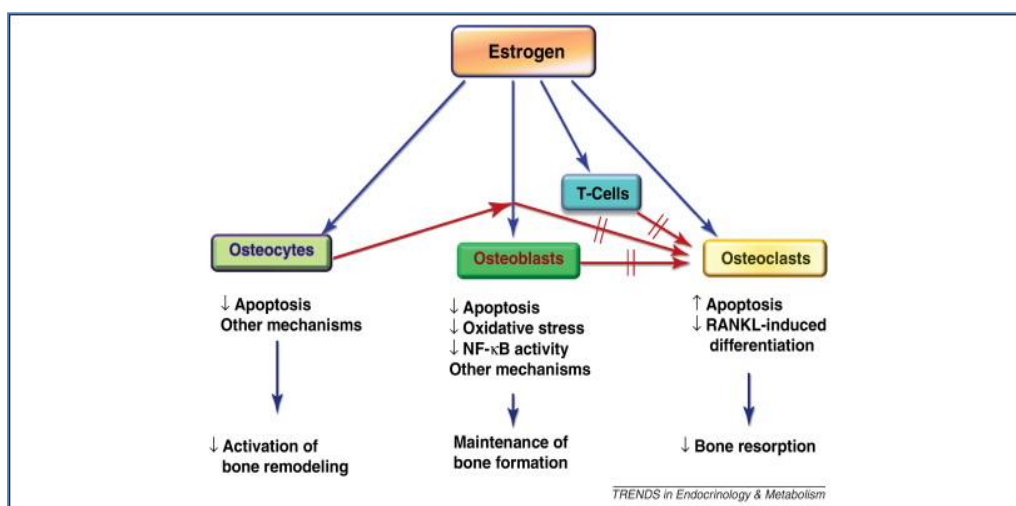 Estrogen
T-Cells
Osteocytes
Osteoblasts
Osteoclasts
↓ Apoptosis
Other mechanisms
↓ Apoptosis
↓ Oxidative stress
↓ NF-κB activity
Other mechanisms
↑ Apoptosis
↓ RANKL-induced
differentiation
↓ Activation of
bone remodeling
Maintenance of
bone formation
↓ Bone resorption
TRENDS in Endocrinology & Metabolism